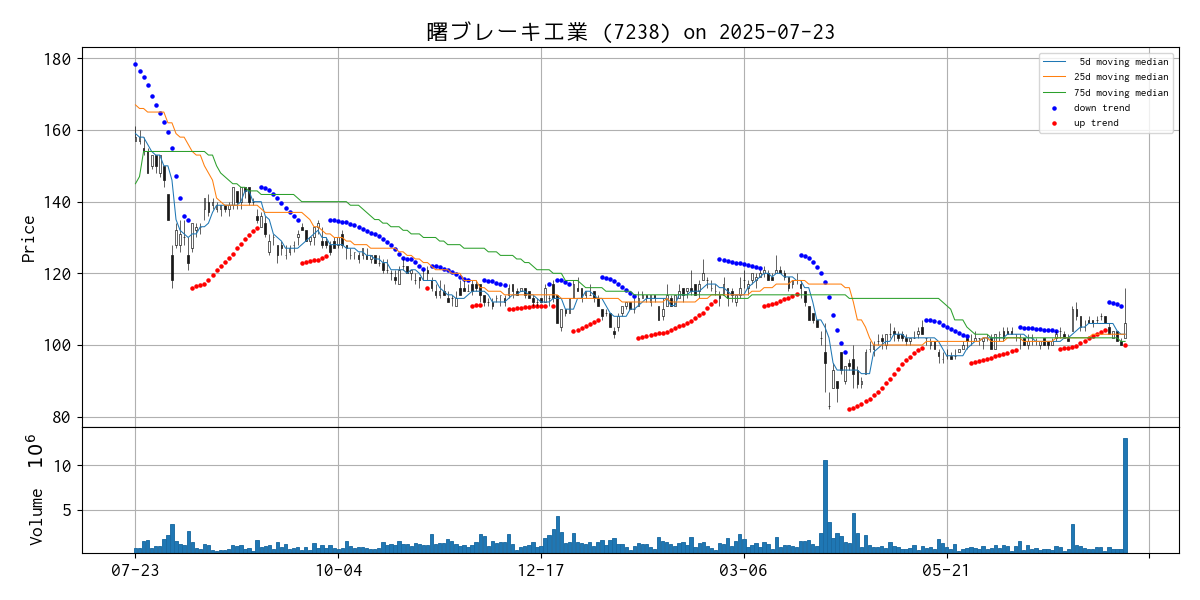 曙ブレーキ工業 (7238) on 2025-07-23
180
160
140
120
100
80
Price
5d moving median
25d moving median
75d moving median
down trend
up trend
10
5
Volume 10^6
07-23
10-04
12-17
03-06
05-21